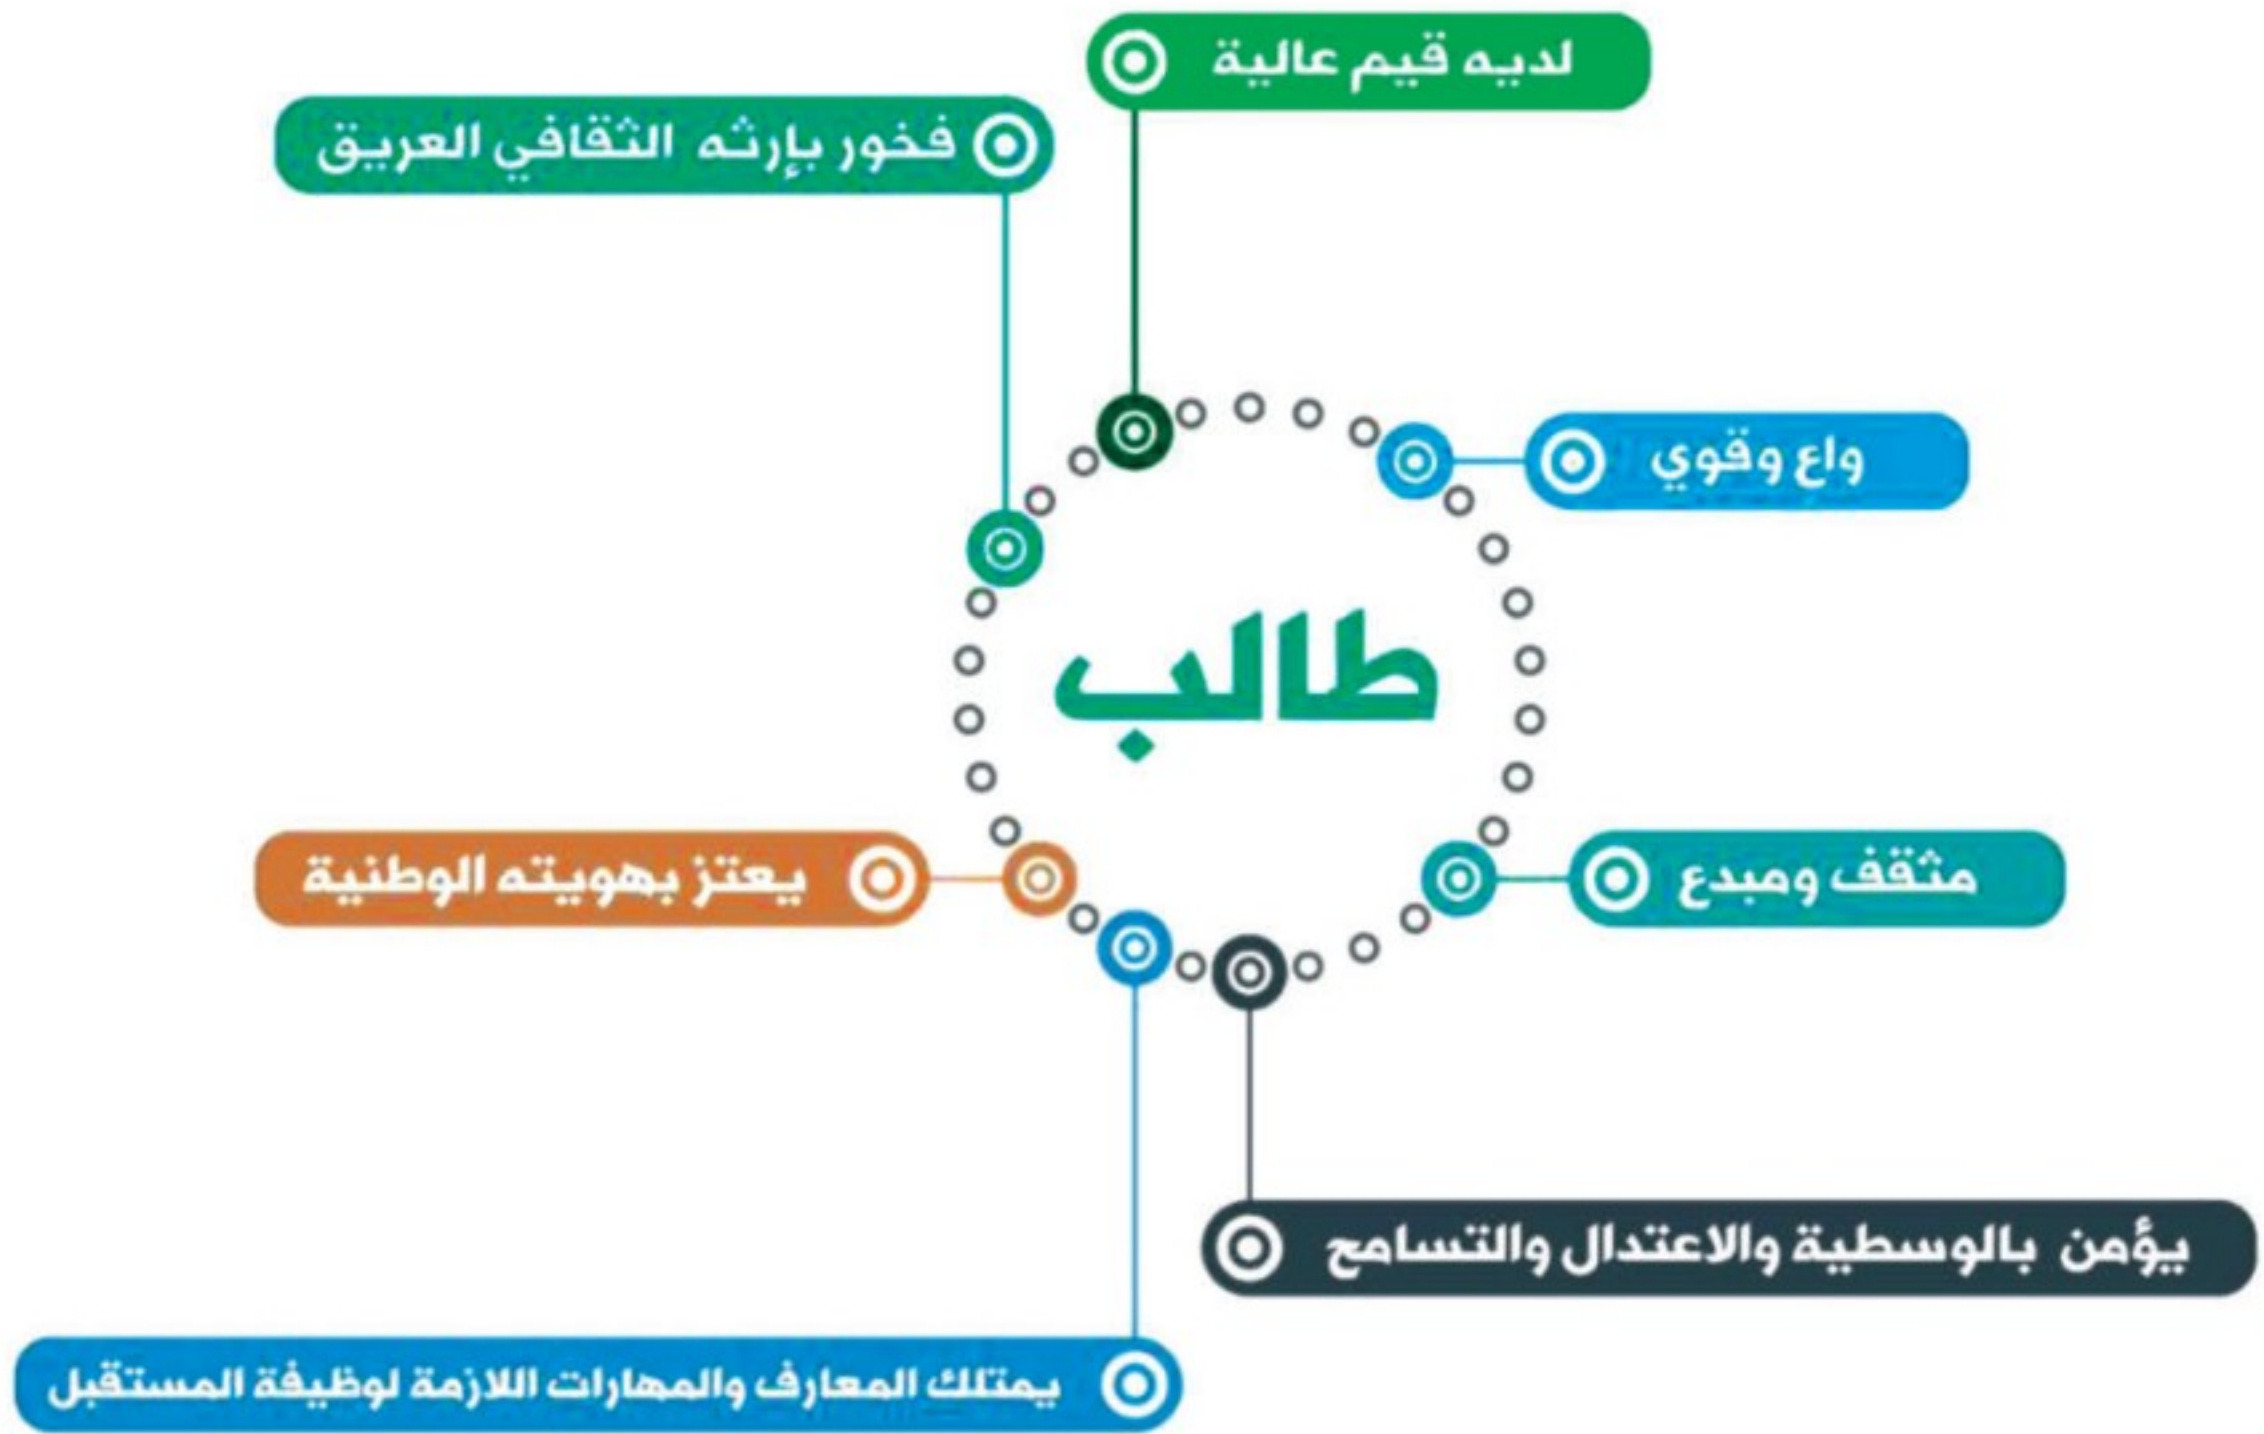 لديه قيم عالية
فخور بإرثه الثقافي العريق
واع وقوي
طالب
يعتز بهويته الوطنية
مثقف ومبدع
يؤمن بالوسطية والاعتدال والتسامح
يمتلك المعارف والمهارات اللازمة لوظيفة المستقبل